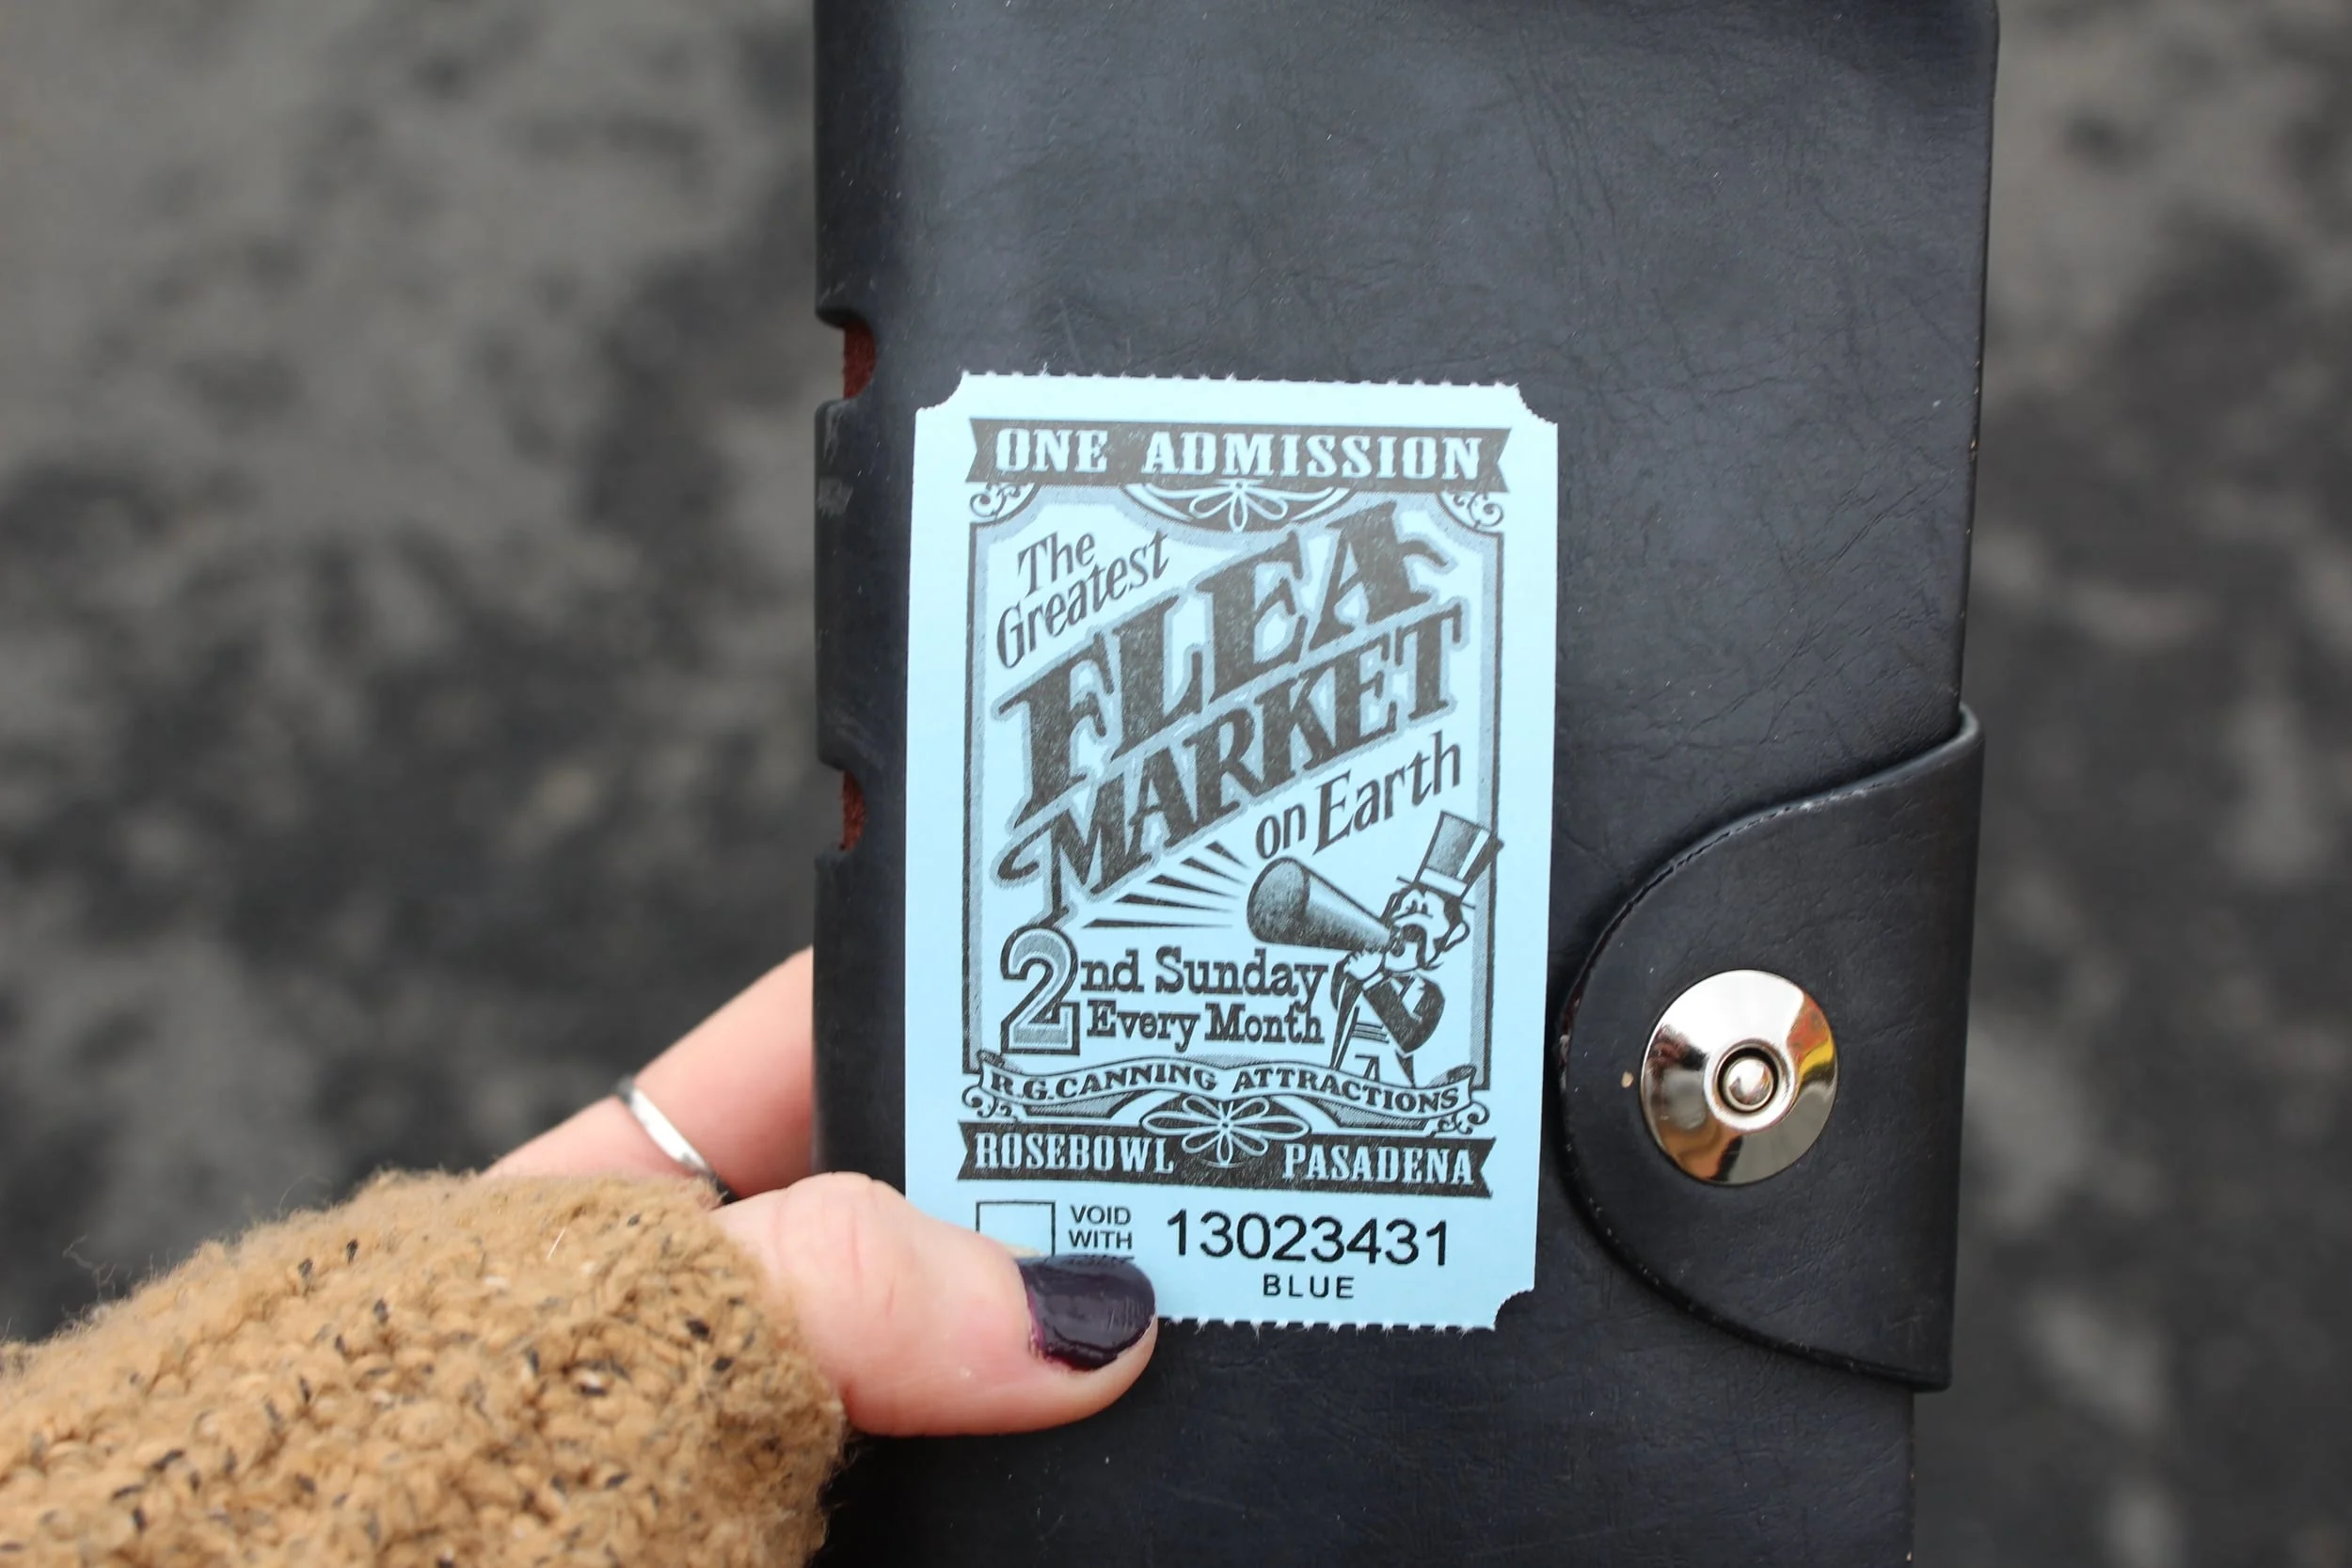 ONE ADMISSION
The
Greatest
FLEA
MARKET
on Earth
2nd Sunday
Every Month
R.G. CANNING ATTRACTIONS
ROSEBOWL PASADENA
VOID
WITH
13023431
BLUE